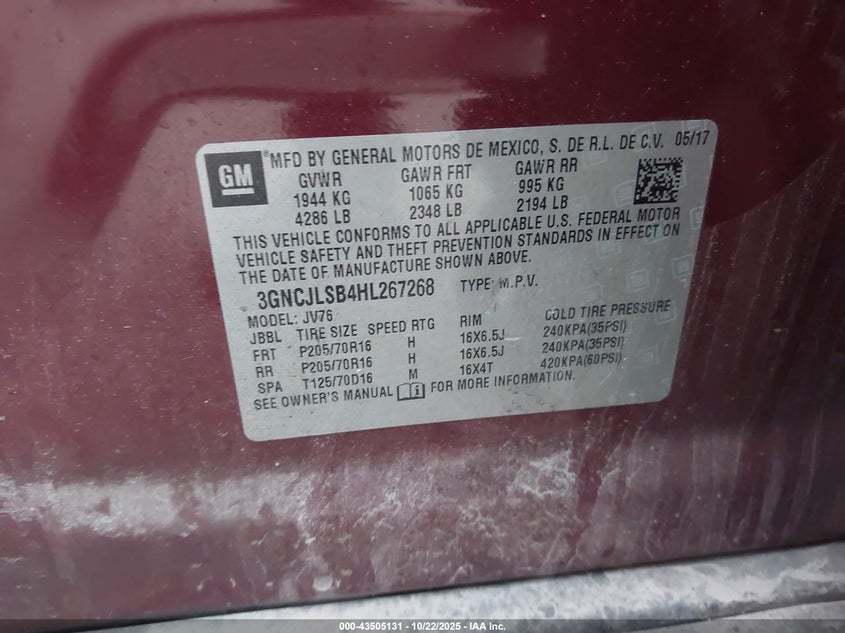 GM ®MFD BY GENERAL MOTORS DE MEXICO, S. DE R.L. DE C.V. 05/17
GVWR GAWR FRT GAWR RR
1944 KG 1065 KG 995 KG
4286 LB 2348 LB 2194 LB
THIS VEHICLE CONFORMS TO ALL APPLICABLE U.S. FEDERAL MOTOR
VEHICLE SAFETY AND THEFT PREVENTION STANDARDS IN EFFECT ON
THE DATE OF MANUFACTURE SHOWN ABOVE.
3GNCJLSB4HL267268 TYPE: M.P.V.
MODEL: JV76
JBBL TIRE SIZE SPEED RTG RIM COLD TIRE PRESSURE
FRT P205/70R16 H 16X6.5J 240KPA(35PSI)
RR P205/70R16 H 16X6.5J 240KPA(35PSI)
SPA T125/70D16 M 16X4T 420KPA(60PSI)
SEE OWNER'S MANUAL FOR MORE INFORMATION.
000-43505131 - 10/22/2025 - IAA Inc.